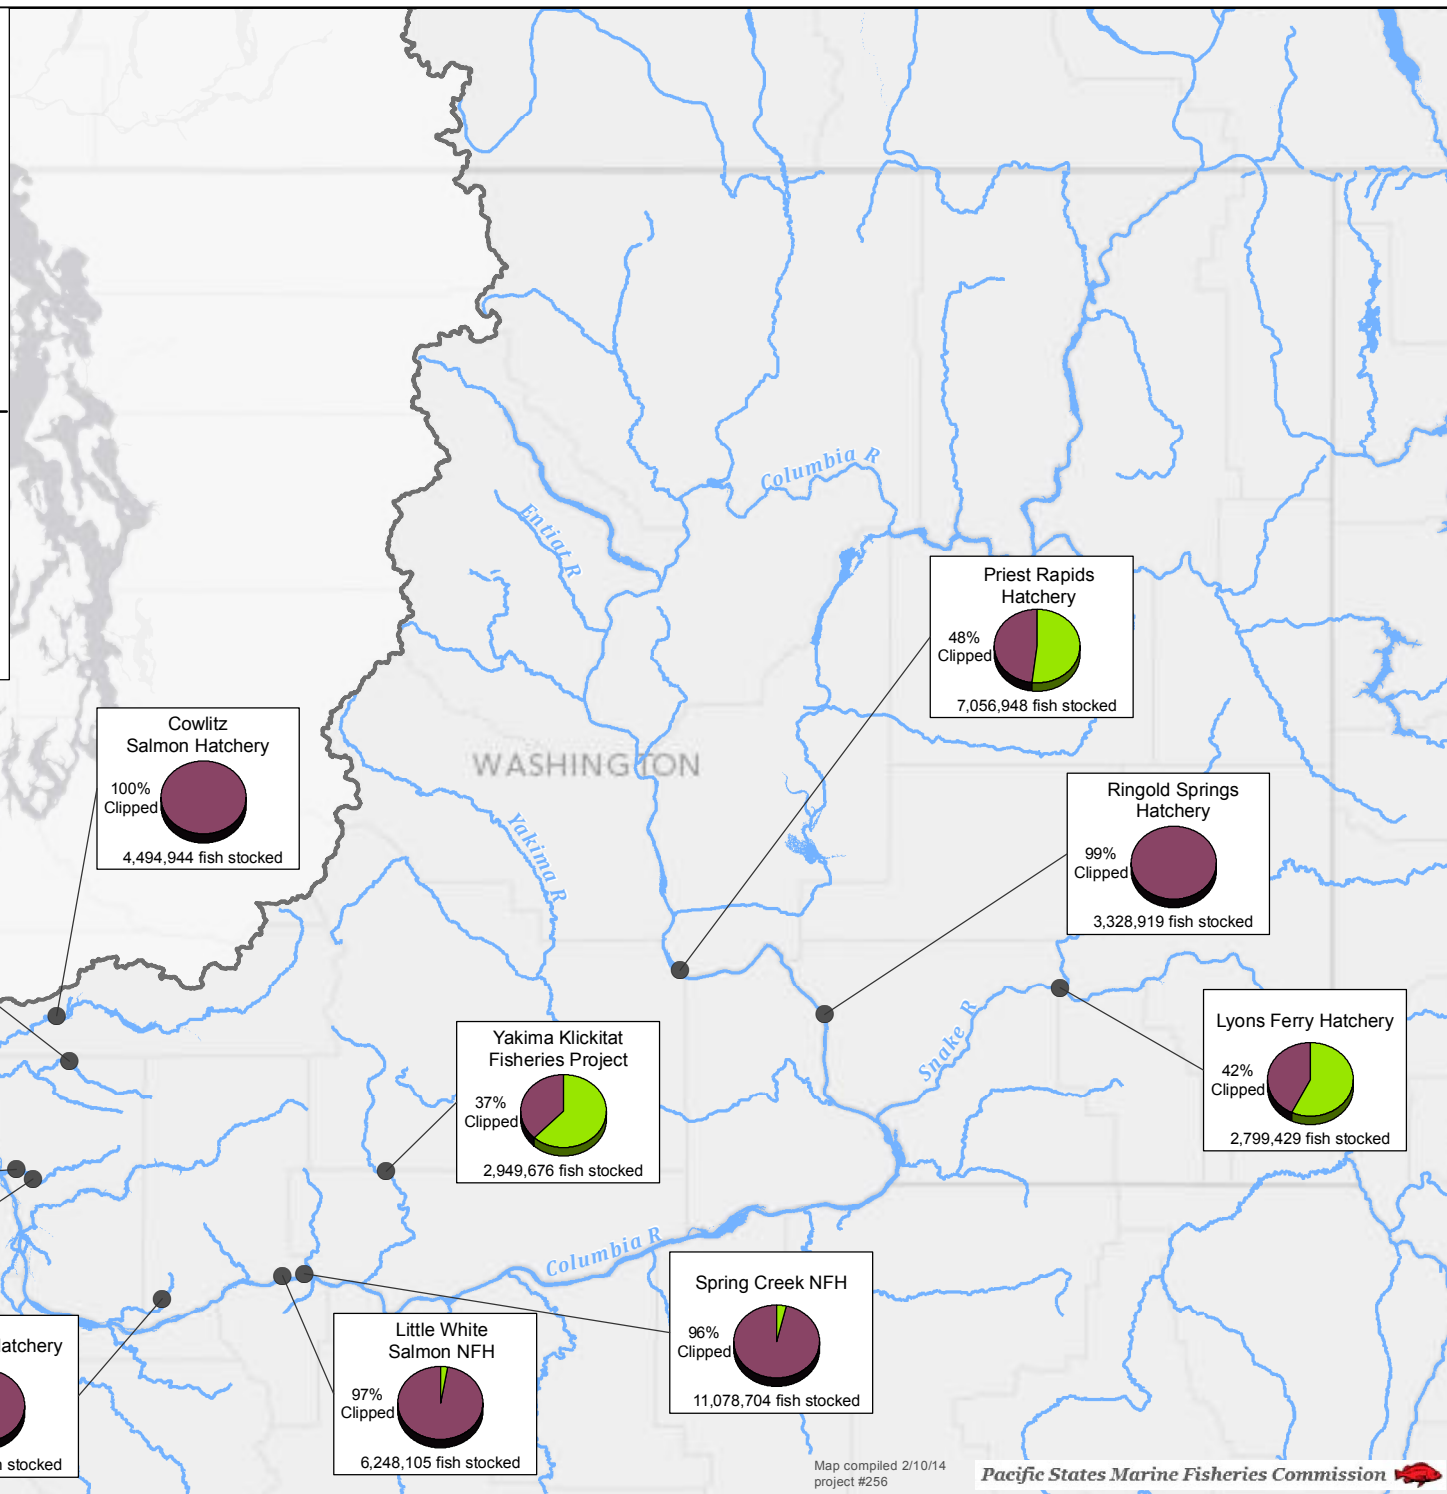 Columbia R
Entiat R
Priest Rapids
Hatchery
48%
Clipped
7,056,948 fish stocked
Cowlitz
Salmon Hatchery
100%
Clipped
4,494,944 fish stocked
WASHINGTON
Ringold Springs
Hatchery
99%
Clipped
3,328,919 fish stocked
Yakima R
Snake R
Lyons Ferry Hatchery
42%
Clipped
2,799,429 fish stocked
Yakima Klickitat
Fisheries Project
37%
Clipped
2,949,676 fish stocked
Columbia R
Spring Creek NFH
96%
Clipped
11,078,704 fish stocked
Little White
Salmon NFH
97%
Clipped
6,248,105 fish stocked
atchery
stocked
Map compiled 2/10/14
project #256
Pacific States Marine Fisheries Commission